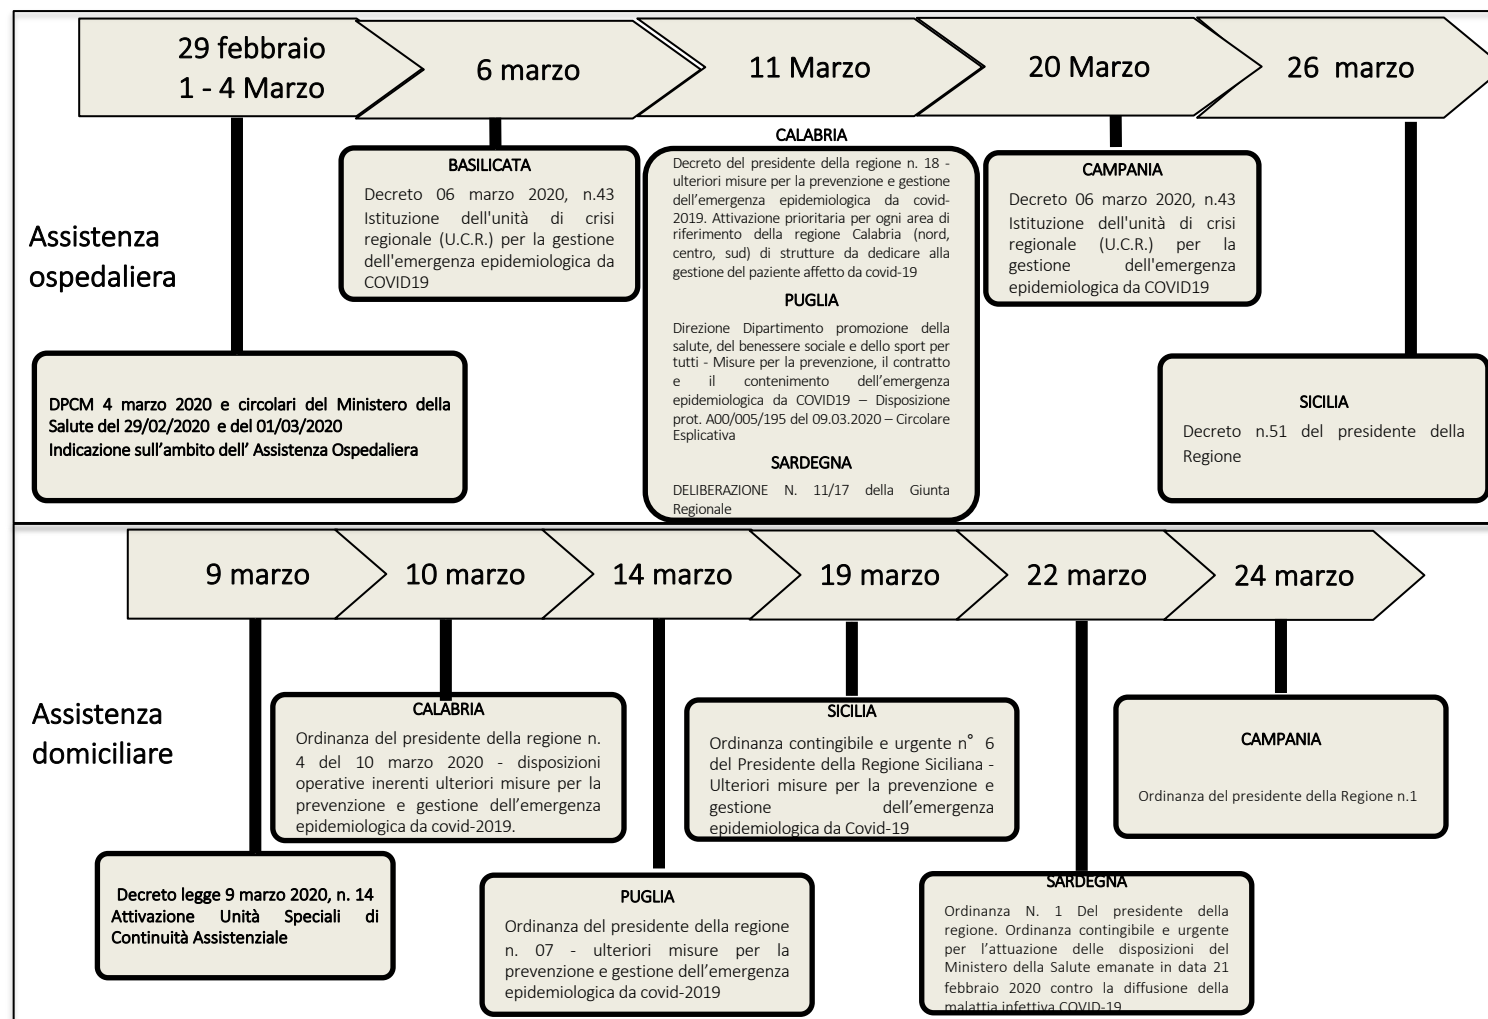 29 febbraio
1 - 4 Marzo
6 marzo
11 Marzo
20 Marzo
26 marzo
Assistenza
ospedaliera
DPCM 4 marzo 2020 e circolari del Ministero della
Salute del 29/02/2020 e del 01/03/2020
Indicazione sull'ambito dell' Assistenza Ospedaliera
BASILICATA
Decreto 06 marzo 2020, n.43
Istituzione dell'unità di crisi
regionale (U.C.R.) per la gestione
dell'emergenza epidemiologica da
COVID19
CALABRIA
Decreto del presidente della regione n. 18 -
ulteriori misure per la prevenzione e gestione
dell'emergenza epidemiologica da covid-
2019. Attivazione prioritaria per ogni area di
riferimento della regione Calabria (nord,
centro, sud) di strutture da dedicare alla
gestione del paziente affetto da covid-19
PUGLIA
Direzione Dipartimento promozione della
salute, del benessere sociale e dello sport per
tutti - Misure per la prevenzione, il contratto
e il contenimento dell'emergenza
epidemiologica da COVID19 – Disposizione
prot. A00/005/195 del 09.03.2020 – Circolare
Esplicativa
SARDEGNA
DELIBERAZIONE N. 11/17 della Giunta
Regionale
CAMPANIA
Decreto 06 marzo 2020, n.43
Istituzione dell'unità di crisi
regionale (U.C.R.) per la
gestione dell'emergenza
epidemiologica da COVID19
SICILIA
Decreto n.51 del presidente della
Regione
9 marzo
10 marzo
14 marzo
19 marzo
22 marzo
24 marzo
Assistenza
domiciliare
Decreto legge 9 marzo 2020, n. 14
Attivazione Unità Speciali di
Continuità Assistenziale
CALABRIA
Ordinanza del presidente della regione n.
4 del 10 marzo 2020 - disposizioni
operative inerenti ulteriori misure per la
prevenzione e gestione dell'emergenza
epidemiologica da covid-2019.
PUGLIA
Ordinanza del presidente della regione
n. 07 - ulteriori misure per la
prevenzione e gestione dell'emergenza
epidemiologica da covid-2019
SICILIA
Ordinanza contingibile e urgente n° 6
del Presidente della Regione Siciliana -
Ulteriori misure per la prevenzione e
gestione dell'emergenza
epidemiologica da Covid-19
SARDEGNA
Ordinanza N. 1 Del presidente della
regione. Ordinanza contingibile e urgente
per l'attuazione delle disposizioni del
Ministero della Salute emanate in data 21
febbraio 2020 contro la diffusione della
malattia infettiva COVID-19
CAMPANIA
Ordinanza del presidente della Regione n.1